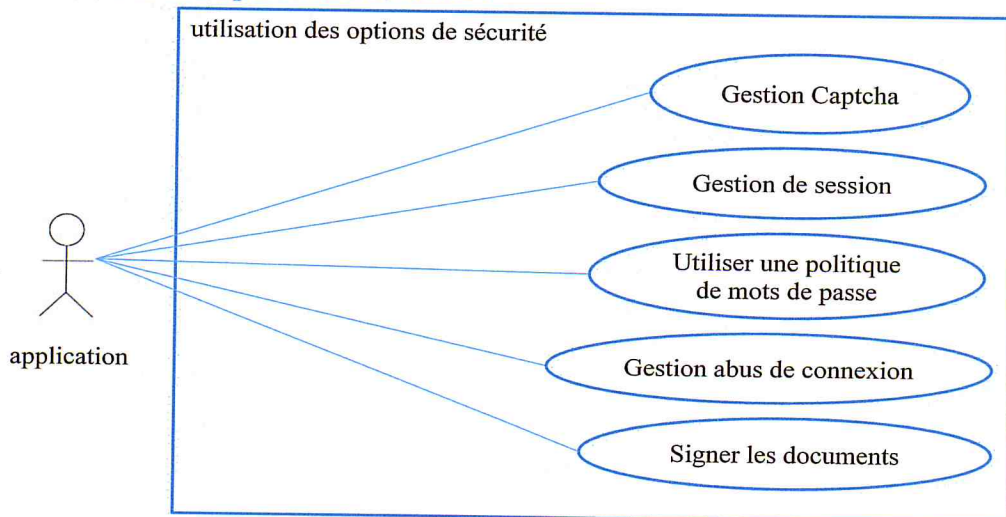 utilisation des options de sécurité
Gestion Captcha
Gestion de session
Utiliser une politique
de mots de passe
application
Gestion abus de connexion
Signer les documents